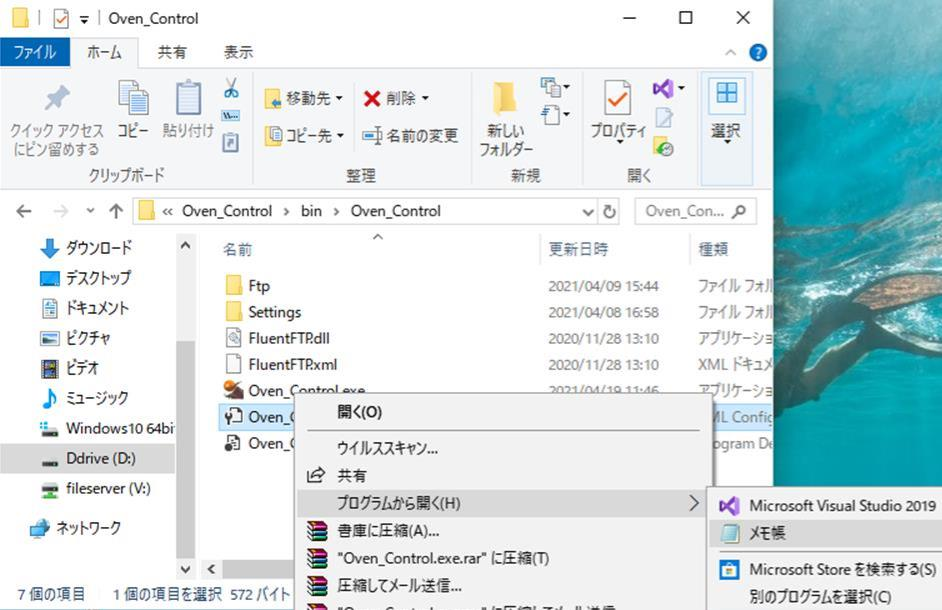 Oven_Control
ファイル ホーム 共有 表示
クイック アクセス
にピン留めする
コピー
貼り付け
移動先
コピー先
削除
名前の変更
新しい
フォルダー
プロパティ
選択
クリップボード
整理
新規
開く
« Oven_Control › bin › Oven_Control
Oven_Con...
ダウンロード
デスクトップ
ドキュメント
ピクチャ
ビデオ
ミュージック
Windows10 64bi
Ddrive (D:)
fileserver (V:)
ネットワーク
名前 更新日時 種類
Ftp 2021/04/09 15:44 ファイル フォル
Settings 2021/04/08 16:58 ファイル フォル
FluentFTP.dll 2020/11/28 13:10 アプリケーショ
FluentFTP.xml 2020/11/28 13:10 XML ドキュメ
Oven_Control.exe 2021/04/19 11:46 アプリケーショ
Oven_C ML Config
Oven_C ogram De
開く(O)
ウイルススキャン...
共有
プログラムから開く(H)
書庫に圧縮(A)...
"Oven_Control.exe.rar" に圧縮(T)
圧縮してメール送信...
Microsoft Visual Studio 2019
メモ帳
Microsoft Store を検索する(S)
別のプログラムを選択(C)
7 個の項目 1 個の項目を選択 572 バイト